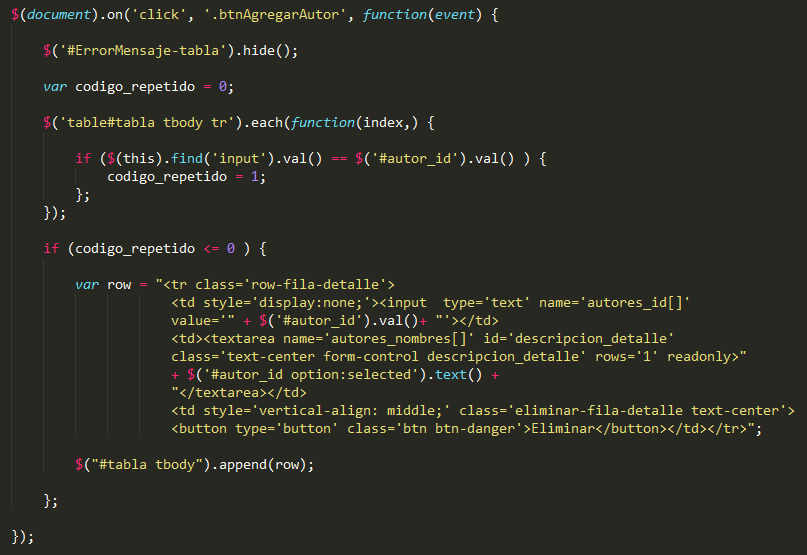 $(document).on('click', '.btnAgregarAutor', function(event) {
$('#ErrorMensaje-tabla').hide();
var codigo_repetido = 0;
$('table#tabla tbody tr').each(function(index,) {
if ($(this).find('input').val() == $('#autor_id').val() ) {
codigo_repetido = 1;
};
});
if (codigo_repetido <= 0 ) {
var row = "<tr class='row-fila-detalle'>
<td style='display:none;'><input  type='text' name='autores_id[]'
value='" + $('#autor_id').val()+ "'></td>
<td><textarea name='autores_nombres[]' id='descripcion_detalle'
class='text-center form-control descripcion_detalle' rows='1' readonly>"
+ $('#autor_id option:selected').text() +
"</textarea></td>
<td style='vertical-align: middle;' class='eliminar-fila-detalle text-center'>
<button type='button' class='btn btn-danger'>Eliminar</button></td></tr>";
$("#tabla tbody").append(row);
};
});